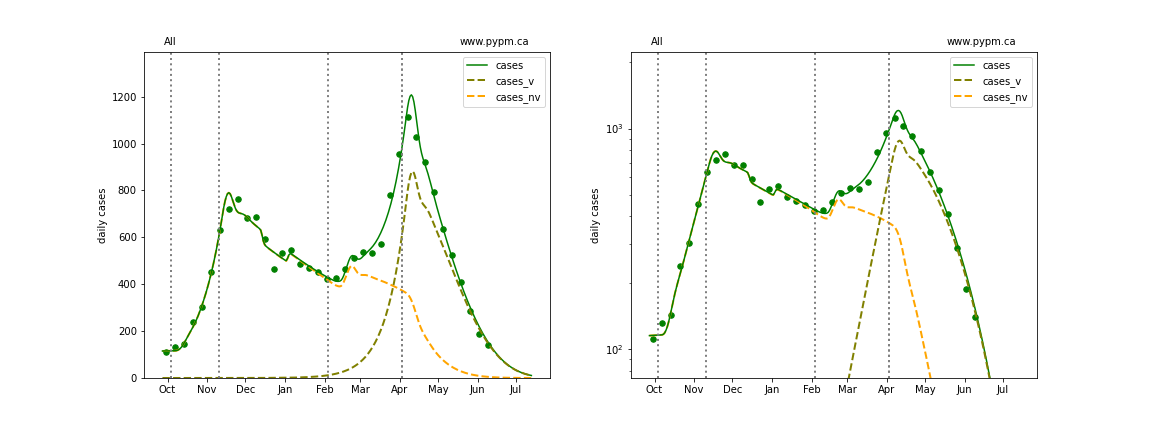 All www.pypm.ca
cases
cases_v
cases_nv
daily cases
1200
1000
800
600
400
200
0
Oct Nov Dec Jan Feb Mar Apr May Jun Jul
All www.pypm.ca
cases
cases_v
cases_nv
daily cases
10³
10²
Oct Nov Dec Jan Feb Mar Apr May Jun Jul